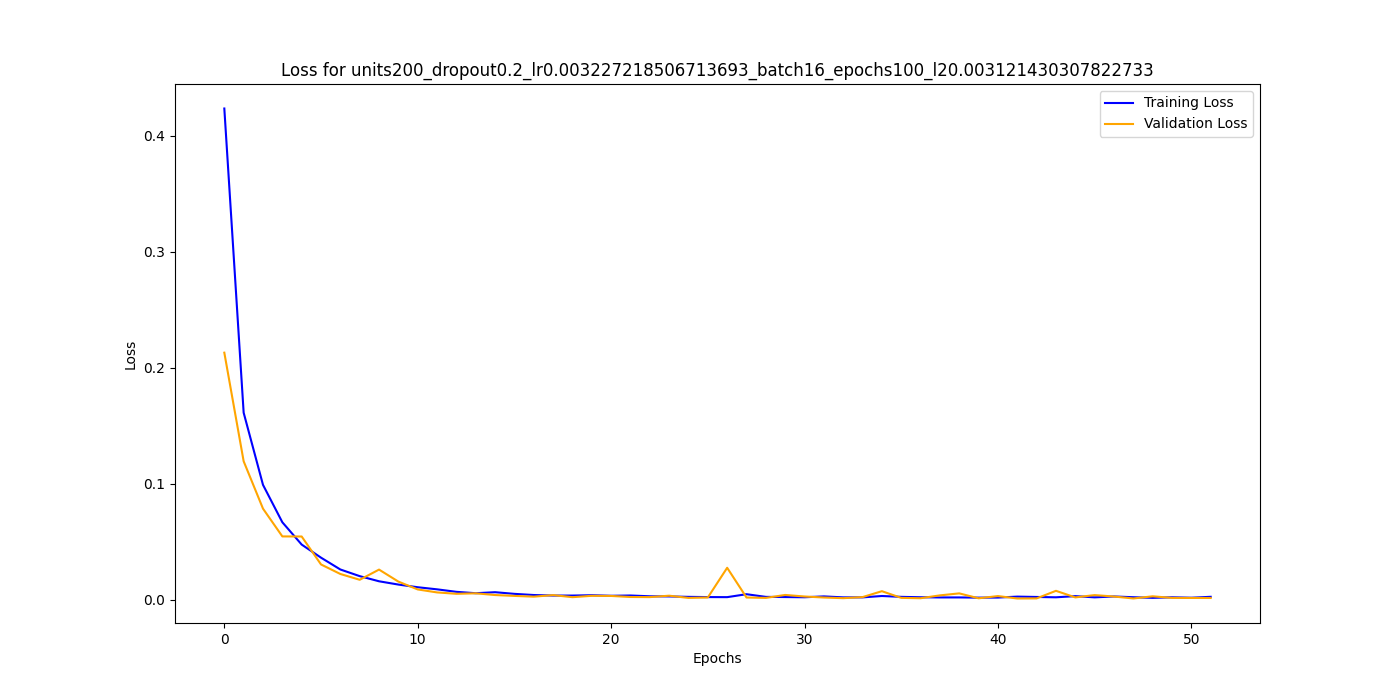 Loss for units200_dropout0.2_lr0.003227218506713693_batch16_epochs100_l20.003121430307822733
Training Loss
Validation Loss
0.4
0.3
0.2
0.1
0.0
Loss
0 10 20 30 40 50
Epochs